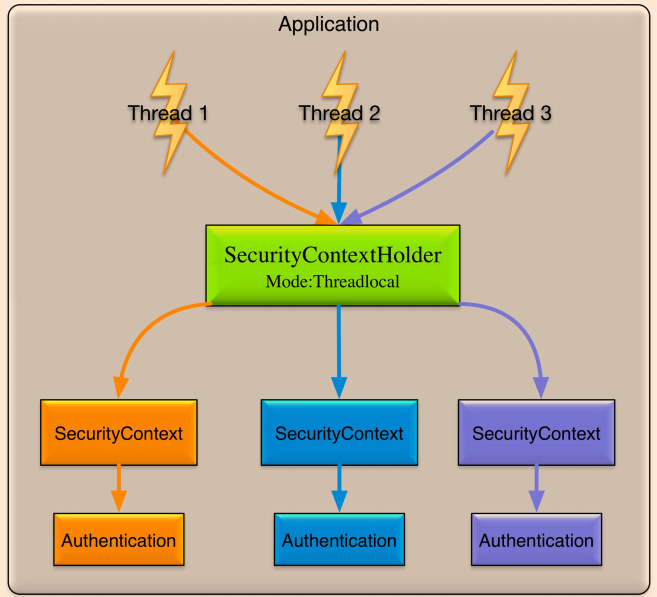 Application
Thread 1
Thread 2
Thread 3
SecurityContextHolder
Mode:Threadlocal
SecurityContext
SecurityContext
SecurityContext
Authentication
Authentication
Authentication